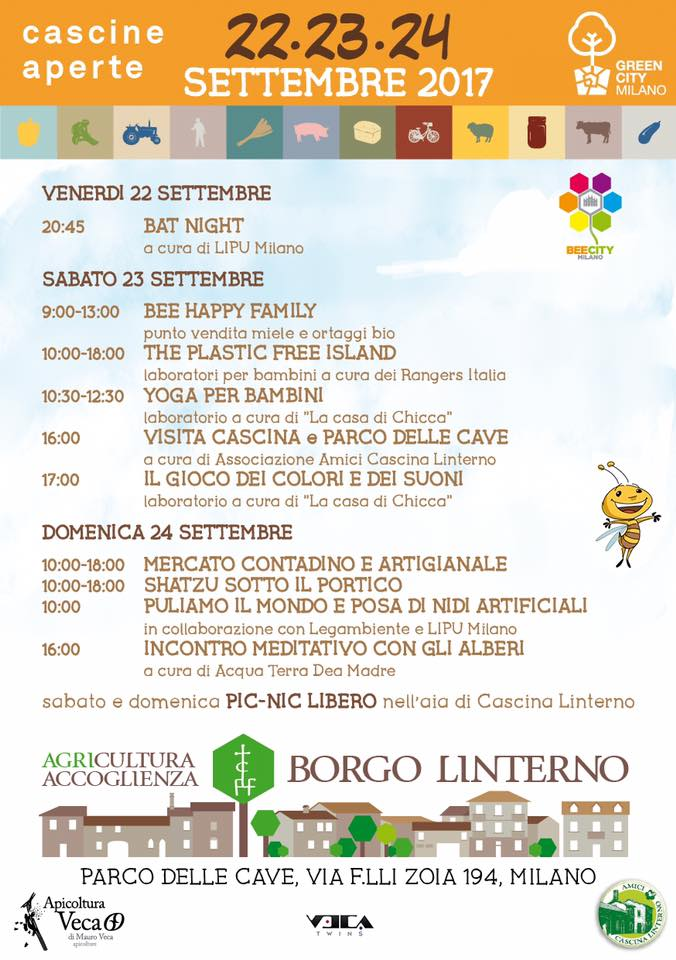 cascine
aperte
22·23·24
SETTEMBRE 2017
GREEN
CITY
MILANO
VENERDI 22 SETTEMBRE
BEECITY
MILANO
20:45 BAT NIGHT
a cura di LIPU Milano
SABATO 23 SETTEMBRE
9:00-13:00 BEE HAPPY FAMILY
punto vendita miele e ortaggi bio
10:00-18:00 THE PLASTIC FREE ISLAND
laboratori per bambini a cura dei Rangers Italia
10:30-12:30 YOGA PER BAMBINI
laboratorio a cura di "La casa di Chicca"
16:00 VISITA CASCINA e PARCO DELLE CAVE
a cura di Associazione Amici Cascina Linterno
17:00 IL GIOCO DEI COLORI E DEI SUONI
laboratorio a cura di "La casa di Chicca"
DOMENICA 24 SETTEMBRE
10:00-18:00 MERCATO CONTADINO E ARTIGIANALE
10:00-18:00 SHATZU SOTTO IL PORTICO
10:00 PULIAMO IL MONDO E POSA DI NIDI ARTIFICIALI
in collaborazione con Legambiente e LIPU Milano
16:00 INCONTRO MEDITATIVO CON GLI ALBERI
a cura di Acqua Terra Dea Madre
sabato e domenica PIC-NIC LIBERO nell'aia di Cascina Linterno
AGRICULTURA
ACCOGLIENZA
BORGO LINTERNO
PARCO DELLE CAVE, VIA F.LLI ZOIA 194, MILANO
Apicoltura
Veca
di Mauro Veca
apicoltore
VECA
TWINS
AMICI
CASCINA LINTERNO